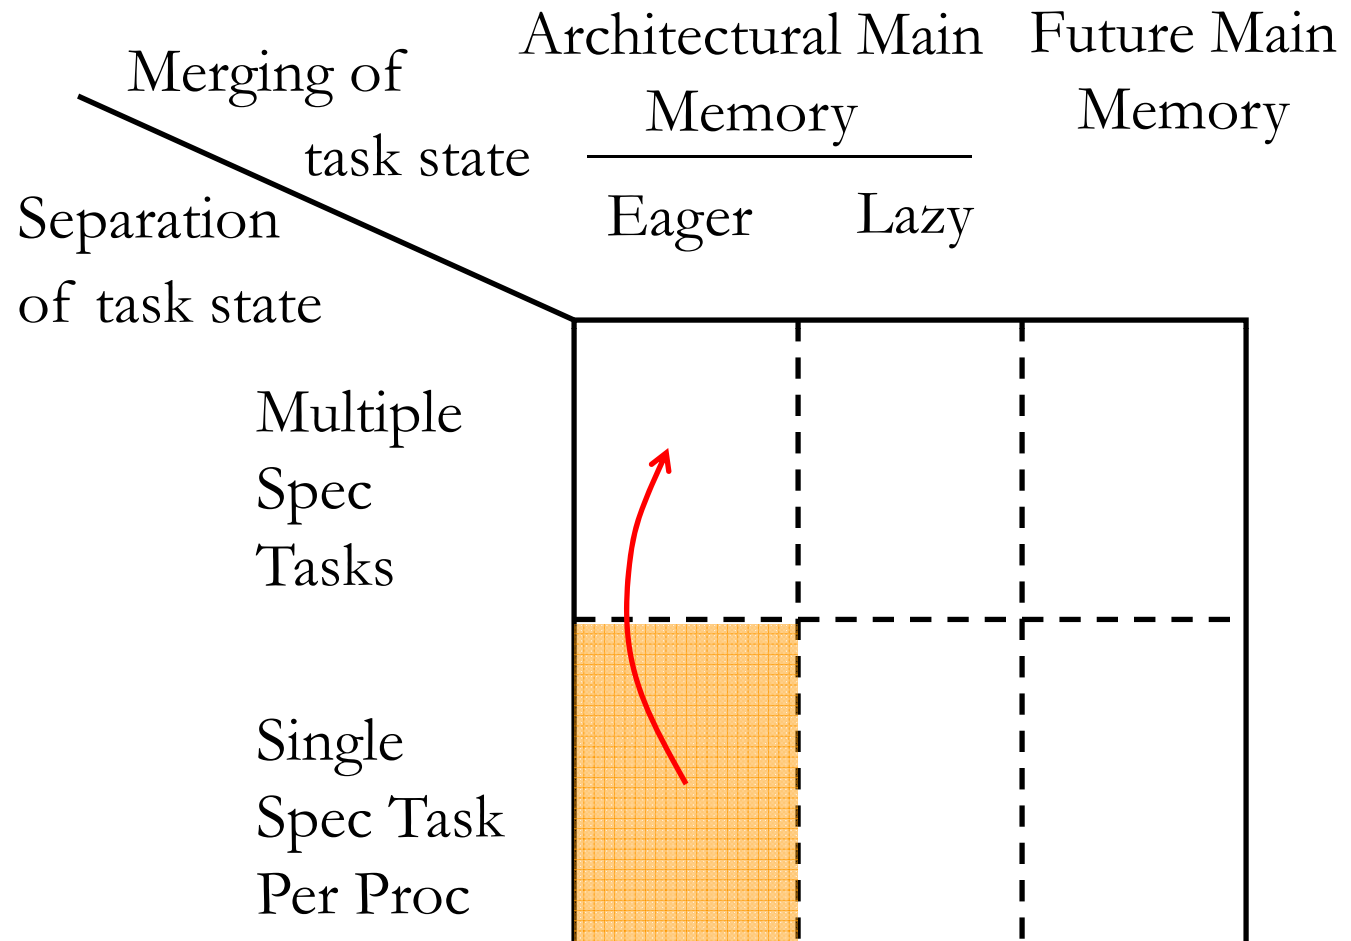 Merging of
task state
Separation
of task state
Architectural Main
Memory
Eager
Lazy
Future Main
Memory
Multiple
Spec
Tasks
Single
Spec Task
Per Proc